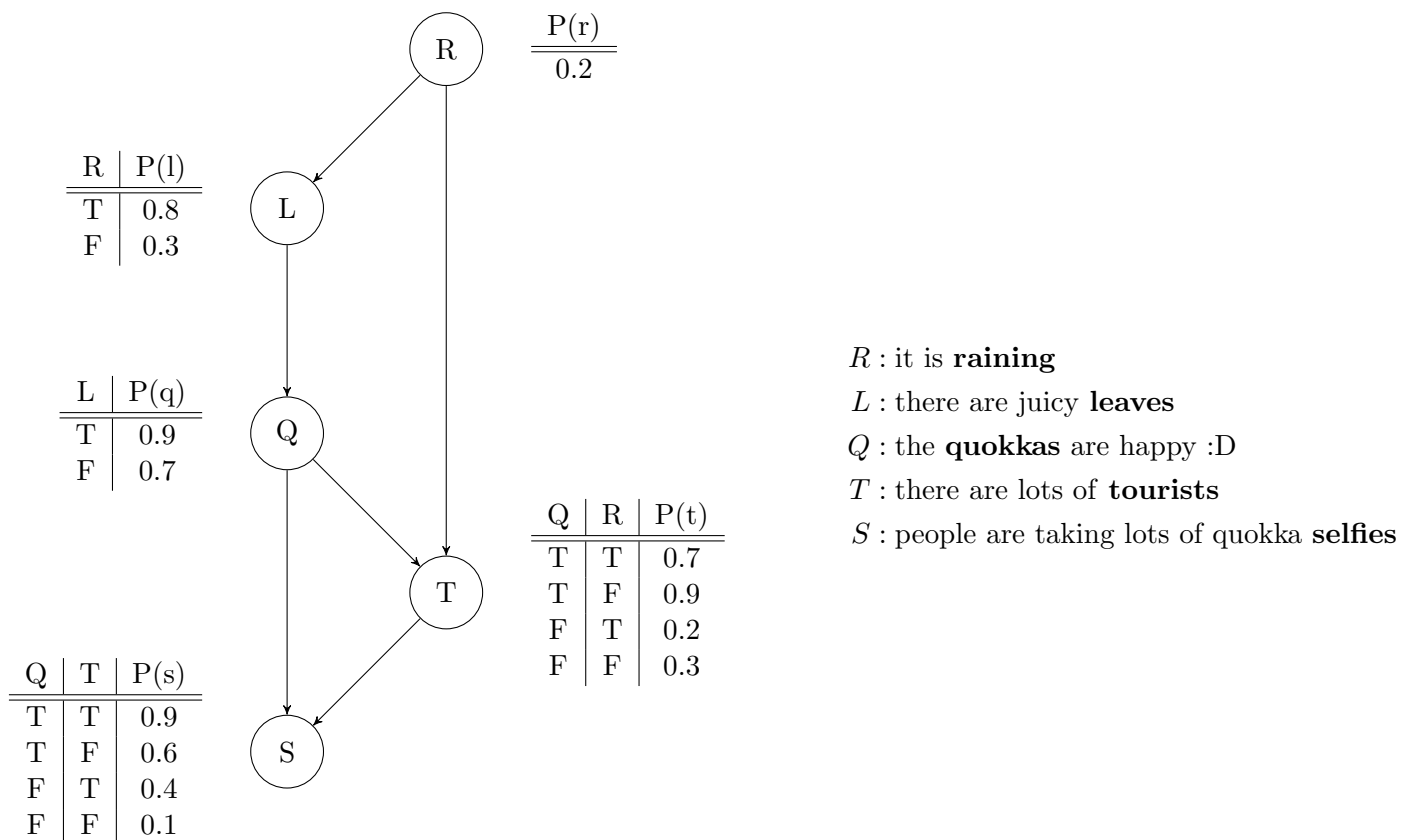 R
P(r)
0.2
R P(l)
T 0.8
F 0.3
L
L P(q)
T 0.9
F 0.7
Q
R : it is raining
L : there are juicy leaves
Q : the quokkas are happy :D
T : there are lots of tourists
S : people are taking lots of quokka selfies
T
Q R P(t)
T T 0.7
T F 0.9
F T 0.2
F F 0.3
Q T P(s)
T T 0.9
T F 0.6
F T 0.4
F F 0.1
S